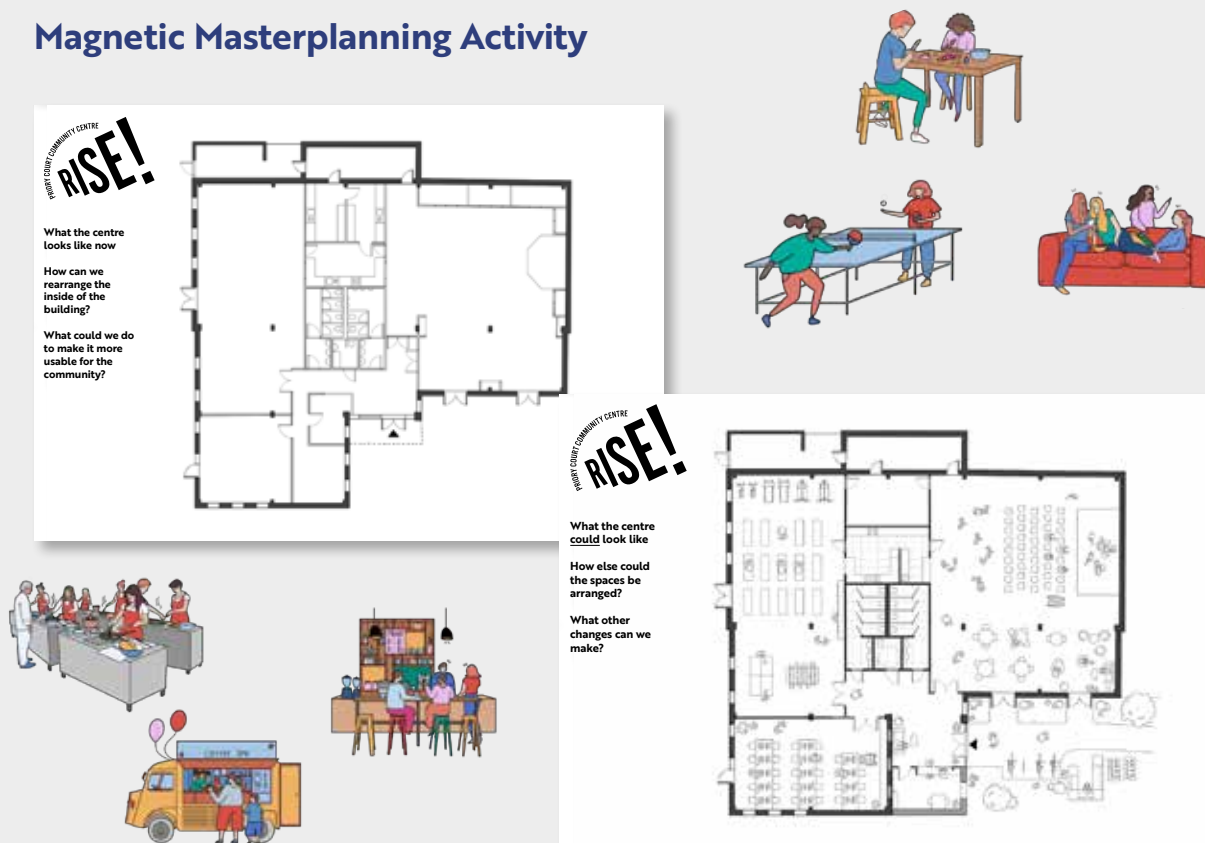 Magnetic Masterplanning Activity
PRIORY COURT COMMUNITY CENTRE
RISE!
What the centre
looks like now
How can we
rearrange the
inside of the
building?
What could we do
to make it more
usable for the
community?
PRIORY COURT COMMUNITY CENTRE
RISE!
What the centre
could look like
How else could
the spaces be
arranged?
What other
changes can we
make?
COFFEE